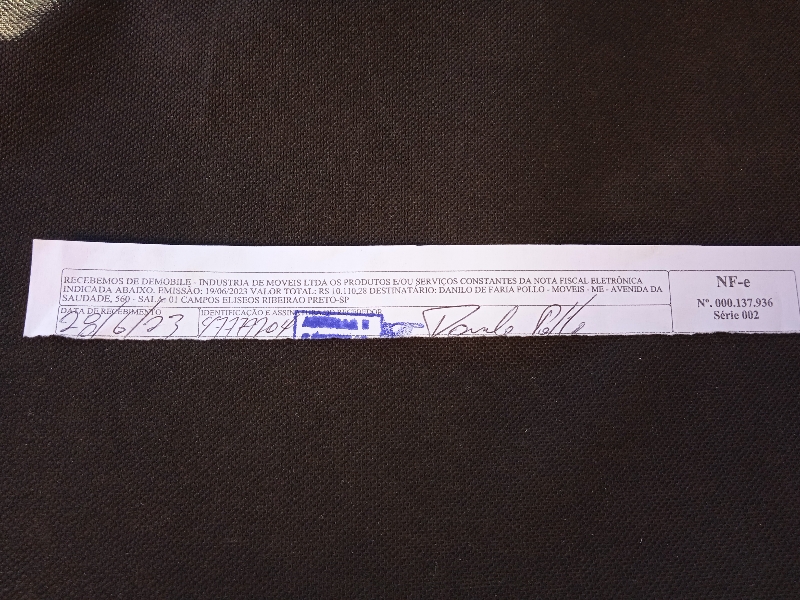 RECEBEMOS DE DEMOBILE - INDUSTRIA DE MOVEIS LTDA OS PRODUTOS E/OU SERVIÇOS CONSTANTES DA NOTA FISCAL ELETRÔNICA
INDICADA ABAIXO. EMISSÃO: 19/06/2023 VALOR TOTAL: R$ 10.110,28 DESTINATÁRIO: DANILO DE FARIA POLLO - MOVEIS - ME - AVENIDA DA
SAUDADE, 560 - SALA: 01 CAMPOS ELISEOS RIBEIRAO PRETO-SP
DATA DE RECEBIMENTO
IDENTIFICAÇÃO E ASSINATURA DO RECEBEDOR
28/6/23
NF-e
Nº. 000.137.936
Série 002